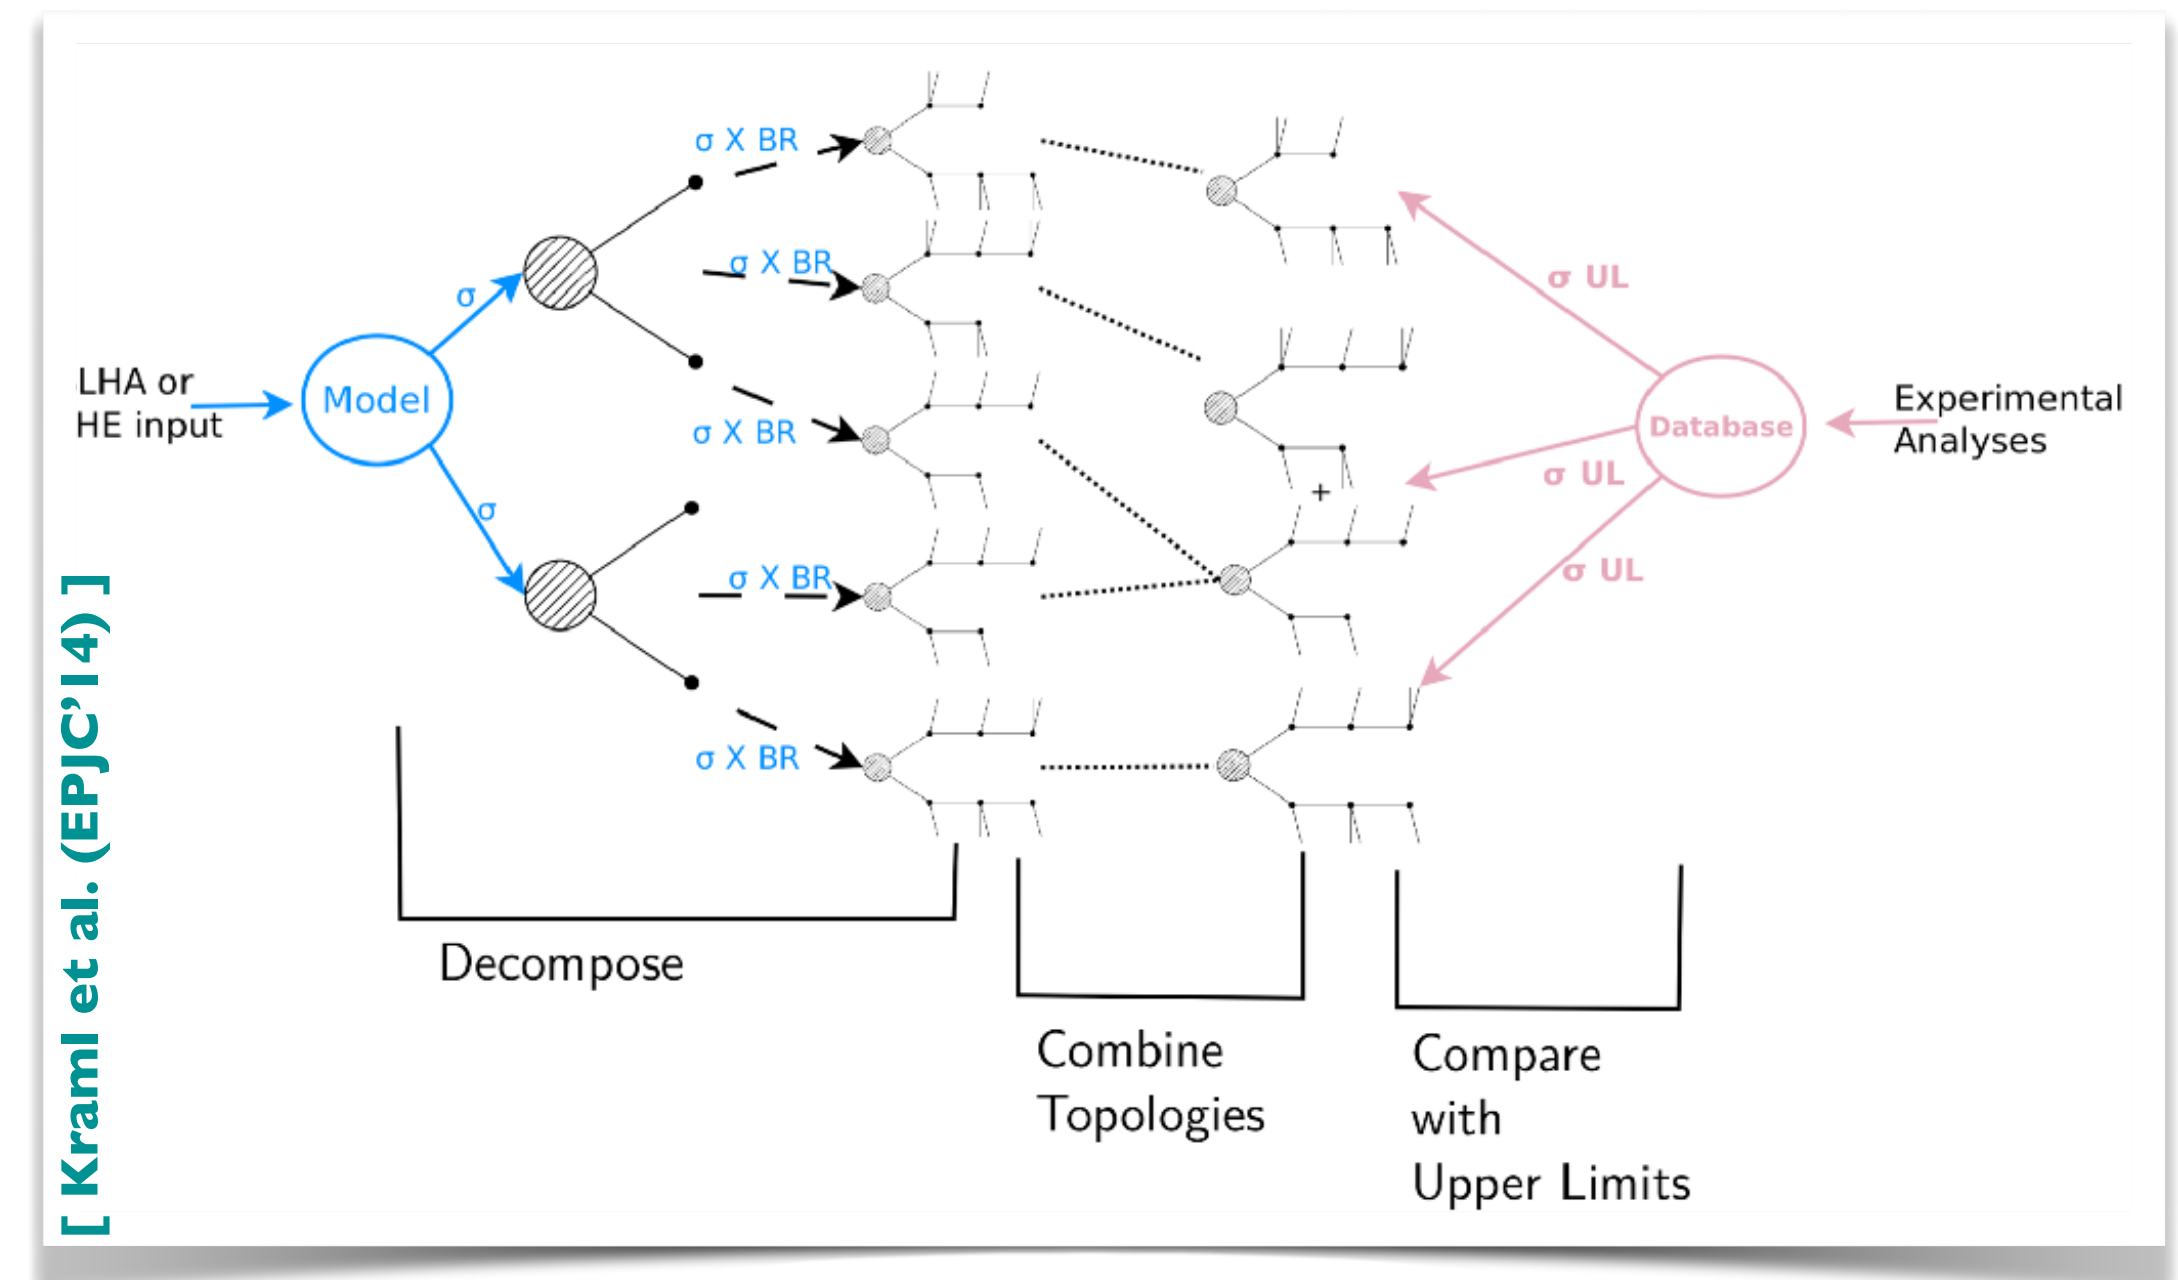 [ Kraml et al. (EPJC'14) ]
LHA or
HE input
Model
σ
σ
σ X BR
σ X BR
σ X BR
σ X BR
σ X BR
+
σ UL
σ UL
σ UL
Database
Experimental
Analyses
Decompose
Combine
Topologies
Compare
with
Upper Limits